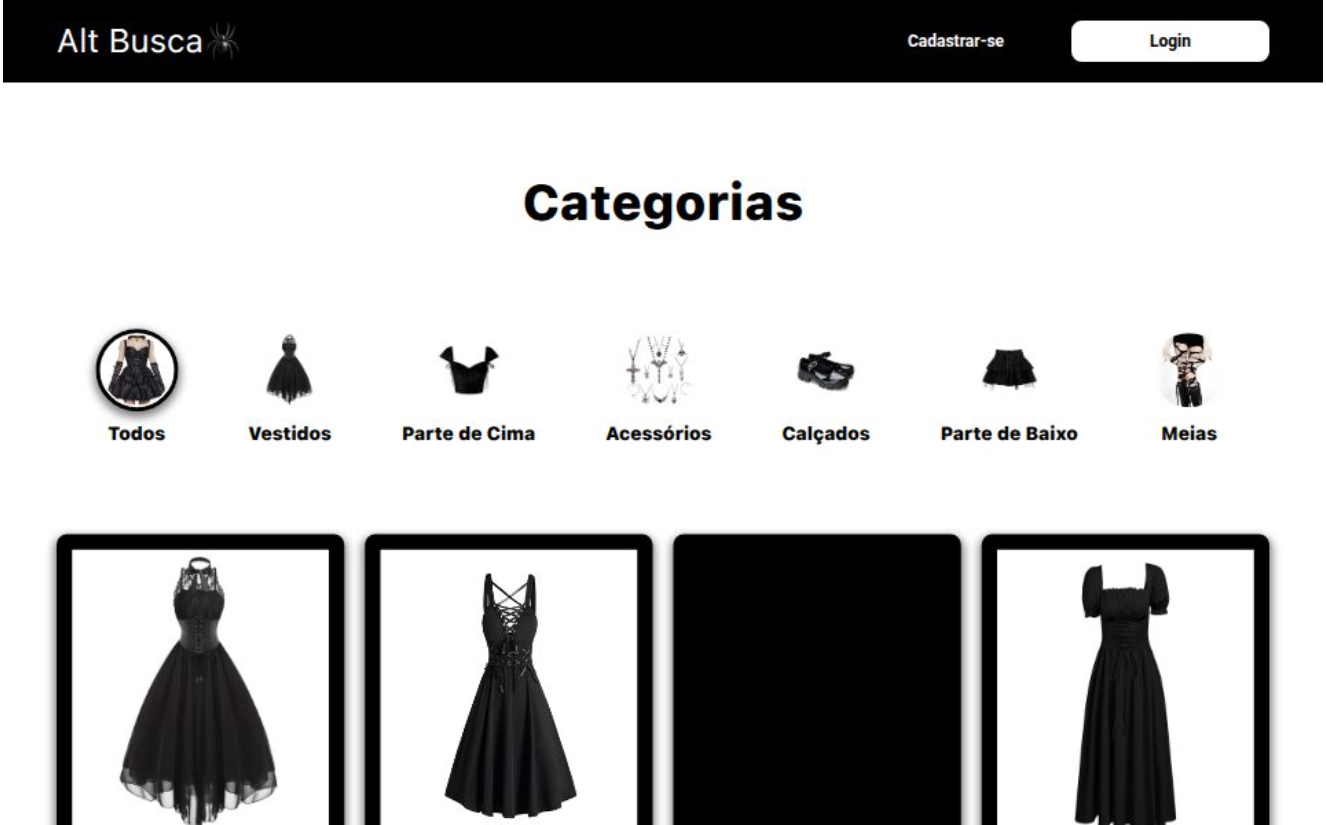 Alt Busca
Cadastrar-se
Login
Categorias
Todos
Vestidos
Parte de Cima
Acessórios
Calçados
Parte de Baixo
Meias